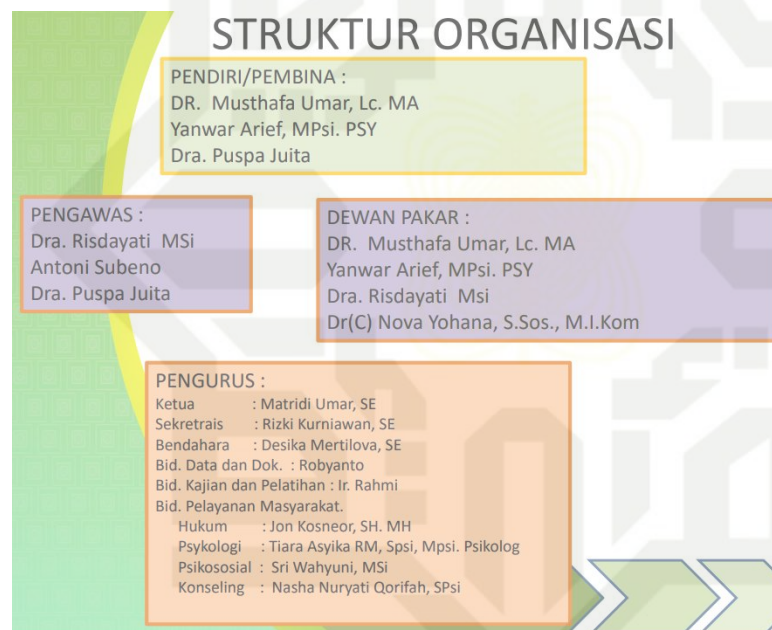 STRUKTUR ORGANISASI
PENDIRI/PEMBINA :
DR. Musthafa Umar, Lc. MA
Yanwar Arief, MPsi. PSY
Dra. Puspa Juita
PENGAWAS :
Dra. Risdayati MSi
Antoni Subeno
Dra. Puspa Juita
DEWAN PAKAR :
DR. Musthafa Umar, Lc. MA
Yanwar Arief, MPsi. PSY
Dra. Risdayati Msi
Dr(C) Nova Yohana, S.Sos., M.I.Kom
PENGURUS :
Ketua : Matridi Umar, SE
Sekretrais : Rizki Kurniawan, SE
Bendahara : Desika Mertilova, SE
Bid. Data dan Dok. : Robyanto
Bid. Kajian dan Pelatihan : Ir. Rahmi
Bid. Pelayanan Masyarakat.
Hukum : Jon Kosneor, SH. MH
Psykologi : Tiara Asyika RM, Spsi, Mpsi. Psikolog
Psikososial : Sri Wahyuni, MSi
Konseling : Nasha Nuryati Qorifah, SPsi